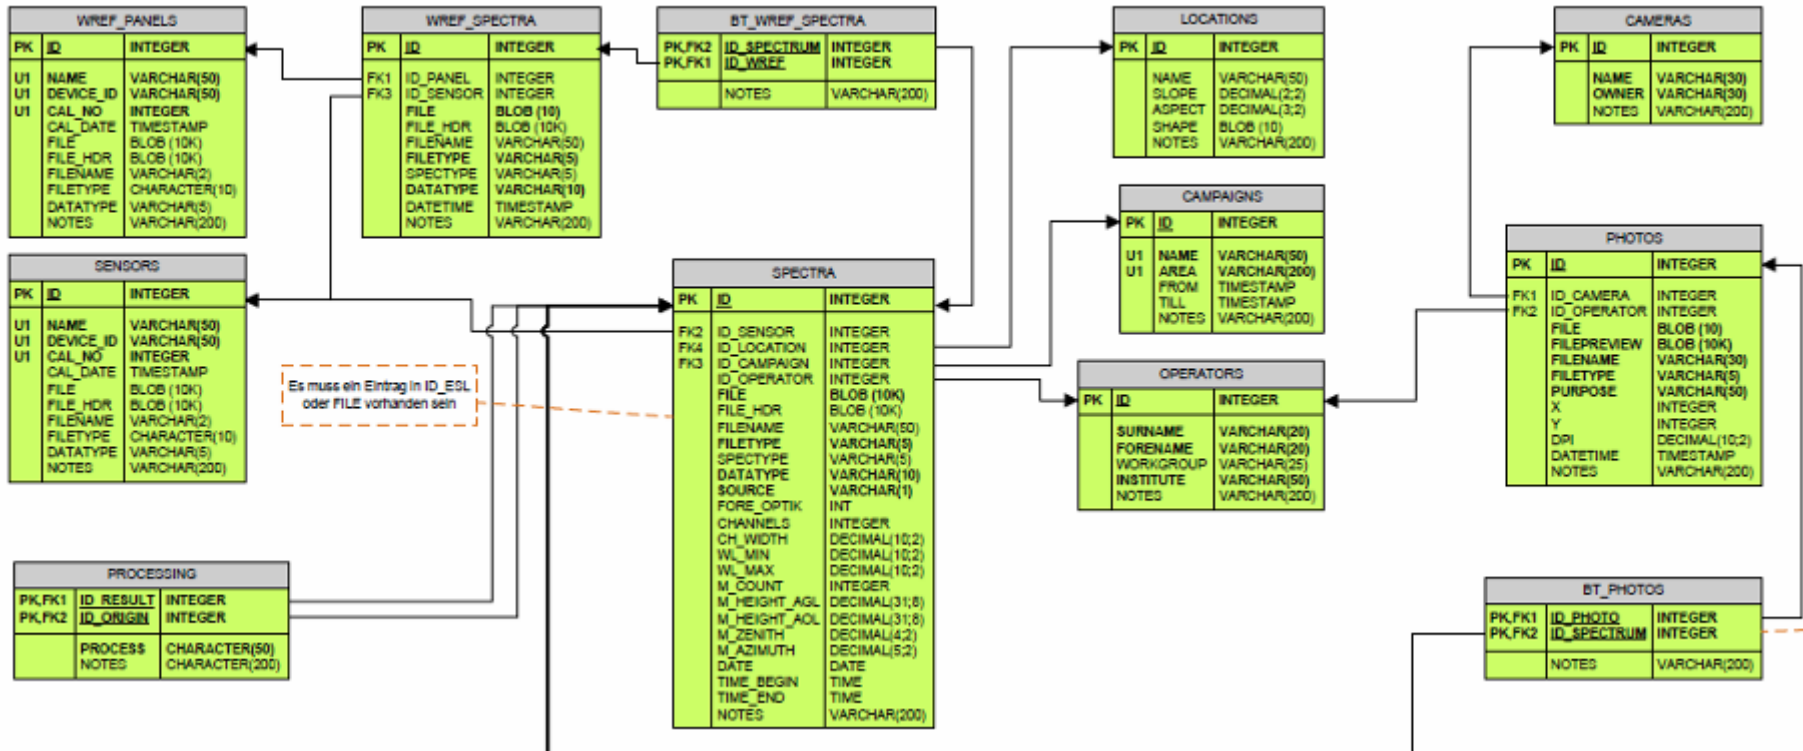 WREF_PANELS
PK ID INTEGER
U1 NAME VARCHAR(50)
U1 DEVICE_ID VARCHAR(50)
U1 CAL_NO INTEGER
CAL_DATE TIMESTAMP
FILE BLOB (10K)
FILE_HDR BLOB (10K)
FILENAME VARCHAR(2)
FILETYPE CHARACTER(10)
DATATYPE VARCHAR(5)
NOTES VARCHAR(200)
WREF_SPECTRA
PK ID INTEGER
FK1 ID_PANEL INTEGER
FK3 ID_SENSOR INTEGER
FILE BLOB (10)
FILE_HDR BLOB (10K)
FILENAME VARCHAR(50)
FILETYPE VARCHAR(5)
SPECTYPE VARCHAR(5)
DATATYPE VARCHAR(10)
DATETIME TIMESTAMP
NOTES VARCHAR(200)
BT_WREF_SPECTRA
PK,FK2 ID_SPECTRUM INTEGER
PK,FK1 ID_WREF INTEGER
NOTES VARCHAR(200)
LOCATIONS
PK ID INTEGER
NAME VARCHAR(50)
SLOPE DECIMAL(2;2)
ASPECT DECIMAL(3;2)
SHAPE BLOB (10)
NOTES VARCHAR(200)
CAMERAS
PK ID INTEGER
NAME VARCHAR(30)
OWNER VARCHAR(30)
NOTES VARCHAR(200)
CAMPAIGNS
PK ID INTEGER
U1 NAME VARCHAR(50)
U1 AREA VARCHAR(200)
FROM TIMESTAMP
TILL TIMESTAMP
NOTES VARCHAR(200)
SENSORS
PK ID INTEGER
U1 NAME VARCHAR(50)
U1 DEVICE_ID VARCHAR(50)
U1 CAL_NO INTEGER
CAL_DATE TIMESTAMP
FILE BLOB (10K)
FILE_HDR BLOB (10K)
FILENAME VARCHAR(2)
FILETYPE CHARACTER(10)
DATATYPE VARCHAR(5)
NOTES VARCHAR(200)
Es muss ein Eintrag in ID_ESL
oder FILE vorhanden sein
SPECTRA
PK ID INTEGER
FK2 ID_SENSOR INTEGER
FK4 ID_LOCATION INTEGER
FK3 ID_CAMPAIGN INTEGER
ID_OPERATOR INTEGER
FILE BLOB (10K)
FILE_HDR BLOB (10K)
FILENAME VARCHAR(50)
FILETYPE VARCHAR(5)
SPECTYPE VARCHAR(5)
DATATYPE VARCHAR(10)
SOURCE VARCHAR(1)
FORE_OPTIK INT
CHANNELS INTEGER
CH_WIDTH DECIMAL(10;2)
WL_MIN DECIMAL(10;2)
WL_MAX DECIMAL(10;2)
M_COUNT INTEGER
M_HEIGHT_AGL DECIMAL(31;8)
M_HEIGHT_AOL DECIMAL(31;8)
M_ZENITH DECIMAL(4;2)
M_AZIMUTH DECIMAL(5;2)
DATE DATE
TIME_BEGIN TIME
TIME_END TIME
NOTES VARCHAR(200)
OPERATORS
PK ID INTEGER
SURNAME VARCHAR(20)
FORENAME VARCHAR(20)
WORKGROUP VARCHAR(25)
INSTITUTE VARCHAR(50)
NOTES VARCHAR(200)
PHOTOS
PK ID INTEGER
FK1 ID_CAMERA INTEGER
FK2 ID_OPERATOR INTEGER
FILE BLOB (10)
FILEPREVIEW BLOB (10K)
FILENAME VARCHAR(30)
FILETYPE VARCHAR(5)
PURPOSE VARCHAR(50)
X INTEGER
Y INTEGER
DPI DECIMAL(10;2)
DATETIME TIMESTAMP
NOTES VARCHAR(200)
PROCESSING
PK,FK1 ID_RESULT INTEGER
PK,FK2 ID_ORIGIN INTEGER
PROCESS CHARACTER(50)
NOTES CHARACTER(200)
BT_PHOTOS
PK,FK1 ID_PHOTO INTEGER
PK,FK2 ID_SPECTRUM INTEGER
NOTES VARCHAR(200)